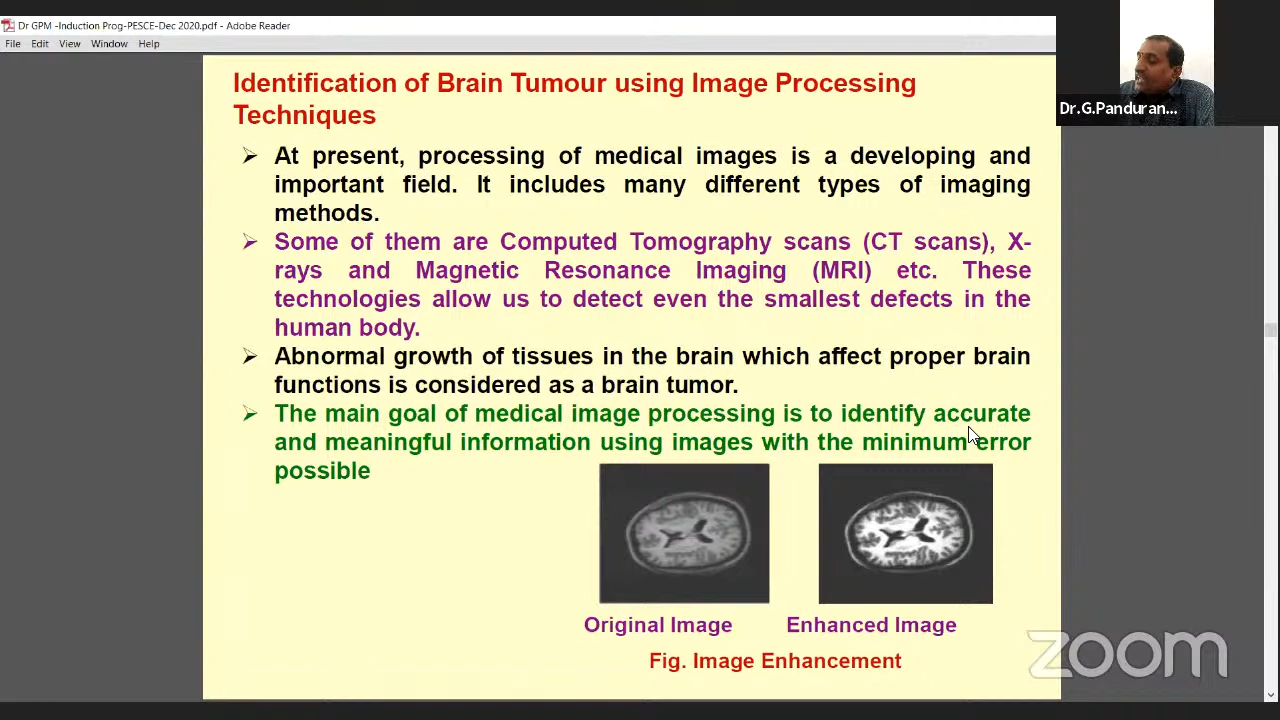 Dr GPM -Induction Prog-PESCE-Dec 2020.pdf - Adobe Reader
File Edit View Window Help
Dr.G.Panduran...
Identification of Brain Tumour using Image Processing
Techniques
At present, processing of medical images is a developing and
important field. It includes many different types of imaging
methods.
Some of them are Computed Tomography scans (CT scans), X-
rays and Magnetic Resonance Imaging (MRI) etc. These
technologies allow us to detect even the smallest defects in the
human body.
Abnormal growth of tissues in the brain which affect proper brain
functions is considered as a brain tumor.
The main goal of medical image processing is to identify accurate
and meaningful information using images with the minimum error
possible
Original Image Enhanced Image
Fig. Image Enhancement
zoom